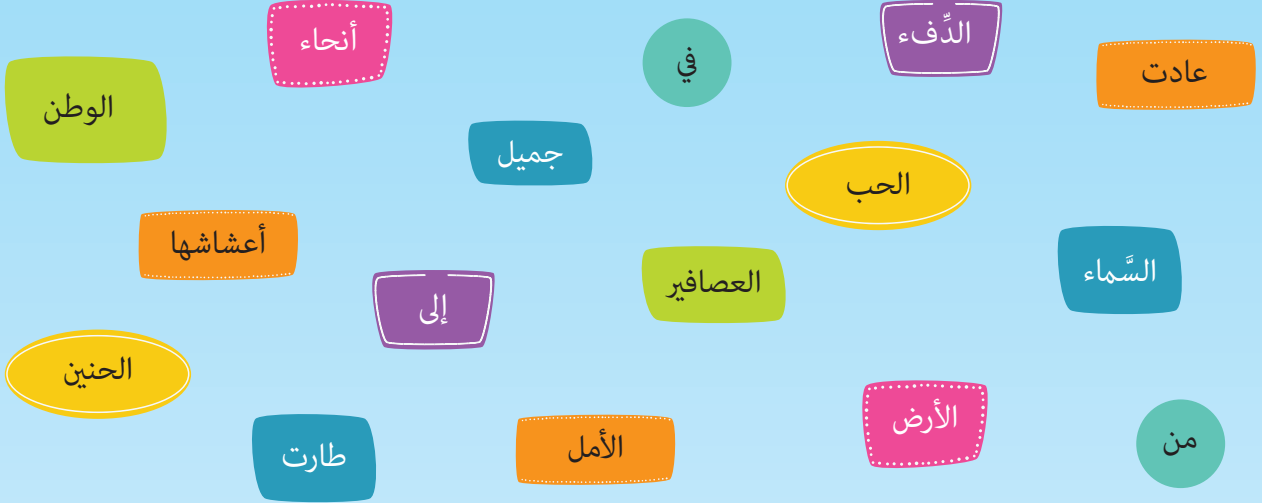 أنحاء
الدِّفء
في
عادت
الوطن
جميل
الحب
أعشاشها
السَّماء
العصافير
إلى
الحنين
الأرض
من
الأمل
طارت